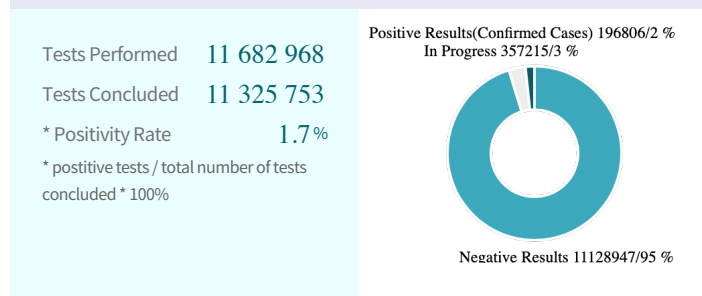 Tests Performed 11 682 968
Tests Concluded 11 325 753
* Positivity Rate 1.7%
* postitive tests / total number of tests
concluded * 100%
Positive Results(Confirmed Cases) 196806/2 %
In Progress 357215/3 %
Negative Results 11128947/95 %